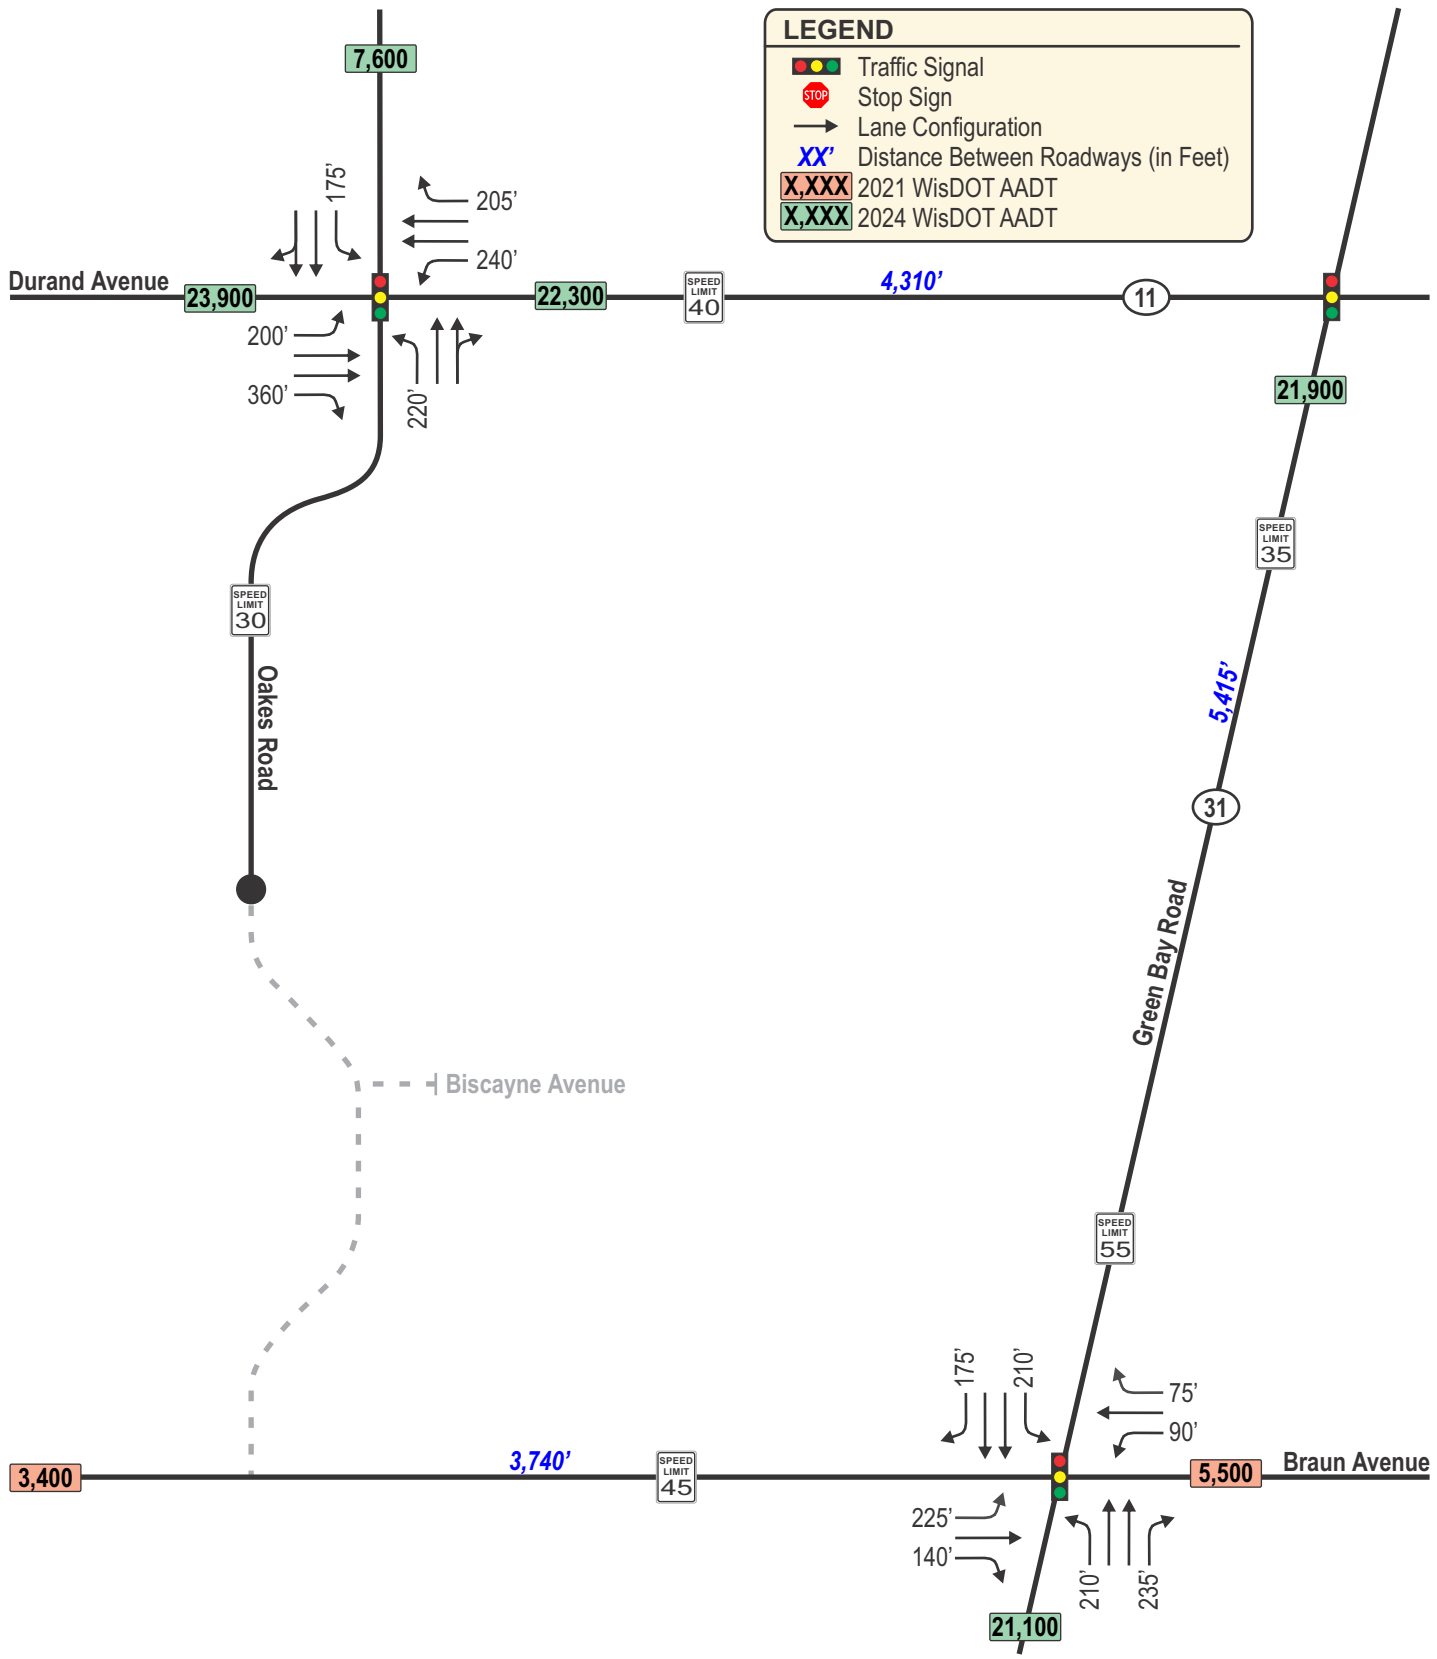 LEGEND
Traffic Signal
STOP Stop Sign
Lane Configuration
XX’ Distance Between Roadways (in Feet)
X,XXX 2021 WisDOT AADT
X,XXX 2024 WisDOT AADT
7,600
175’
205’
240’
Durand Avenue
23,900
22,300
SPEED
LIMIT
40
4,310’
11
200’
360’
220’
21,900
SPEED
LIMIT
35
SPEED
LIMIT
30
Oakes Road
5,415’
31
Green Bay Road
Biscayne Avenue
SPEED
LIMIT
55
175’
210’
75’
90’
3,400
3,740’
SPEED
LIMIT
45
5,500
Braun Avenue
225’
140’
210’
235’
21,100